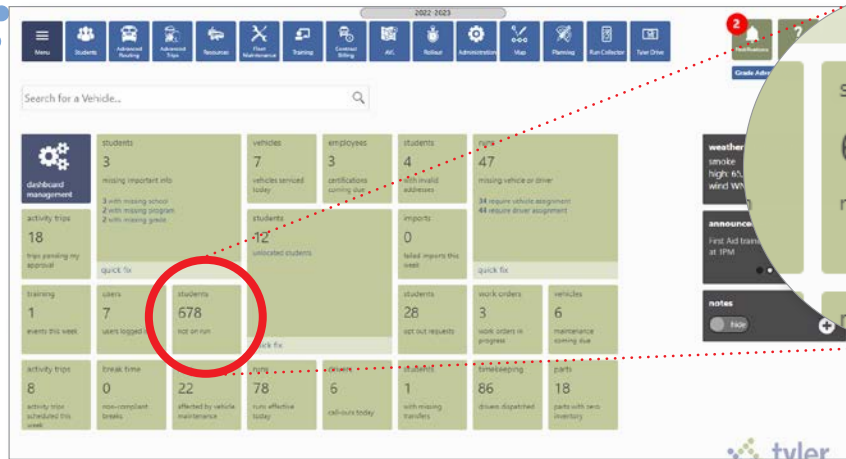 2022-2023
Menu
Students
Advanced Routing
Advanced Trips
Resources
Fleet Maintenance
Training
Contract Billing
AVL
Rollout
Administration
Map
Planning
Run Collector
Tyler Drive
2
Notifications
?
Search for a Vehicle...
dashboard
management
students
3
missing important info
3 with missing school
2 with missing program
2 with missing grade
quick fix
vehicles
7
vehicles serviced
today
employees
3
certifications
coming due
students
4
with invalid
addresses
runs
47
missing vehicle or driver
34 require vehicle assignment
44 require driver assignment
quick fix
activity trips
18
trips pending my
approval
students
12
unlocated students
quick fix
imports
0
failed imports this
week
training
1
events this week
users
7
users logged
students
678
not on run
students
28
opt out requests
work orders
3
work orders in
progress
vehicles
6
maintenance
coming due
activity trips
8
activity trips
scheduled this
week
break time
0
non-compliant
breaks
22
affected by vehicle
maintenance
runs
78
runs effective
today
drivers
6
call-outs today
students
1
with missing
transfers
timekeeping
86
drivers dispatched
parts
18
parts with zero
inventory
weather
smoke
high: 65,
wind WN
announce
First Aid train
at 1PM
notes
hide
tyler